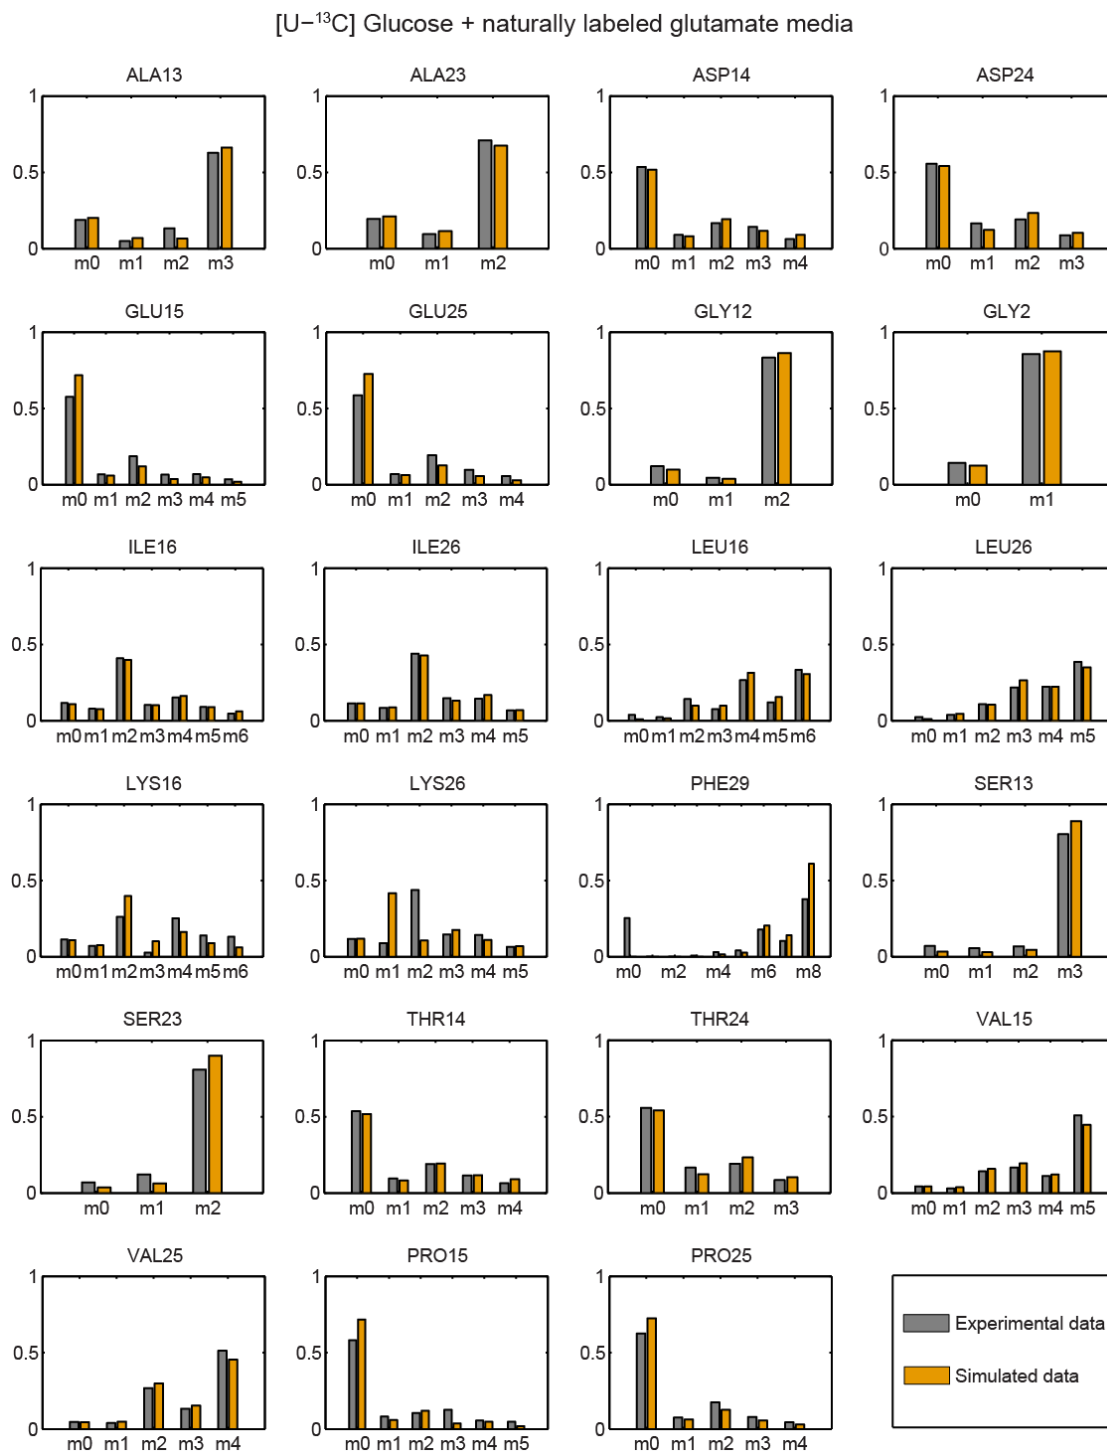 [U−¹³C] Glucose + naturally labeled glutamate media
ALA13 ALA23 ASP14 ASP24
1 1 1 1
0.5 0.5 0.5 0.5
0 0 0 0
m0 m1 m2 m3 m0 m1 m2 m0 m1 m2 m3 m4 m0 m1 m2 m3
GLU15 GLU25 GLY12 GLY2
1 1 1 1
0.5 0.5 0.5 0.5
0 0 0 0
m0 m1 m2 m3 m4 m5 m0 m1 m2 m3 m4 m0 m1 m2 m0 m1
ILE16 ILE26 LEU16 LEU26
1 1 1 1
0.5 0.5 0.5 0.5
0 0 0 0
m0 m1 m2 m3 m4 m5 m6 m0 m1 m2 m3 m4 m5 m0 m1 m2 m3 m4 m5 m6 m0 m1 m2 m3 m4 m5
LYS16 LYS26 PHE29 SER13
1 1 1 1
0.5 0.5 0.5 0.5
0 0 0 0
m0 m1 m2 m3 m4 m5 m6 m0 m1 m2 m3 m4 m5 m0 m2 m4 m6 m8 m0 m1 m2 m3
SER23 THR14 THR24 VAL15
1 1 1 1
0.5 0.5 0.5 0.5
0 0 0 0
m0 m1 m2 m0 m1 m2 m3 m4 m0 m1 m2 m3 m0 m1 m2 m3 m4 m5
VAL25 PRO15 PRO25
1 1 1
0.5 0.5 0.5
0 0 0
m0 m1 m2 m3 m4 m0 m1 m2 m3 m4 m5 m0 m1 m2 m3 m4
Experimental data
Simulated data